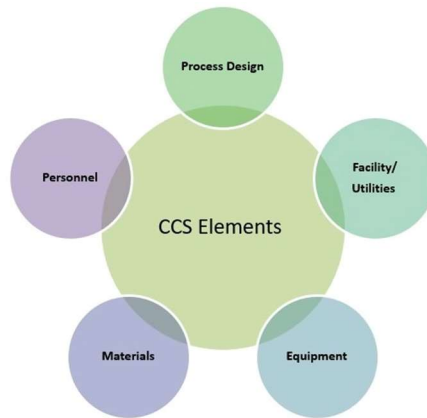 Process Design
Personnel
Facility/
Utilities
CCS Elements
Materials
Equipment